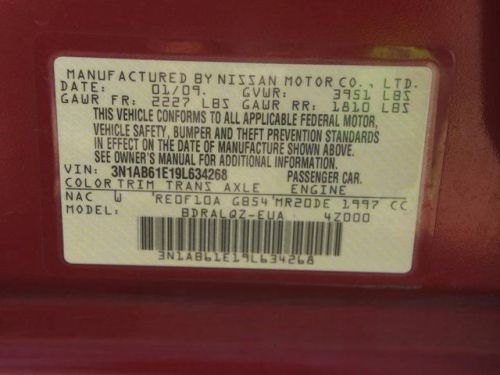 MANUFACTURED BY NISSAN MOTOR CO., LTD.
DATE: 01/09. GVWR: 3951 LBS
GAWR FR: 2227 LBS GAWR RR: 1810 LBS
THIS VEHICLE CONFORMS TO ALL APPLICABLE FEDERAL MOTOR,
VEHICLE SAFETY, BUMPER AND THEFT PREVENTION STANDARDS
IN EFFECT ON THE DATE OF MANUFACTURE SHOWN ABOVE.
SEE OWNER'S MANUAL FOR ADDITIONAL INFORMATION.
VIN: 3N1AB61E19L634268 PASSENGER CAR.
COLOR TRIM TRANS AXLE ENGINE
NAC W RE0F10A GB54 MR20DE 1997 CC
MODEL: BDRALQZ-EUA 4Z000
3N1AB61E19L634268